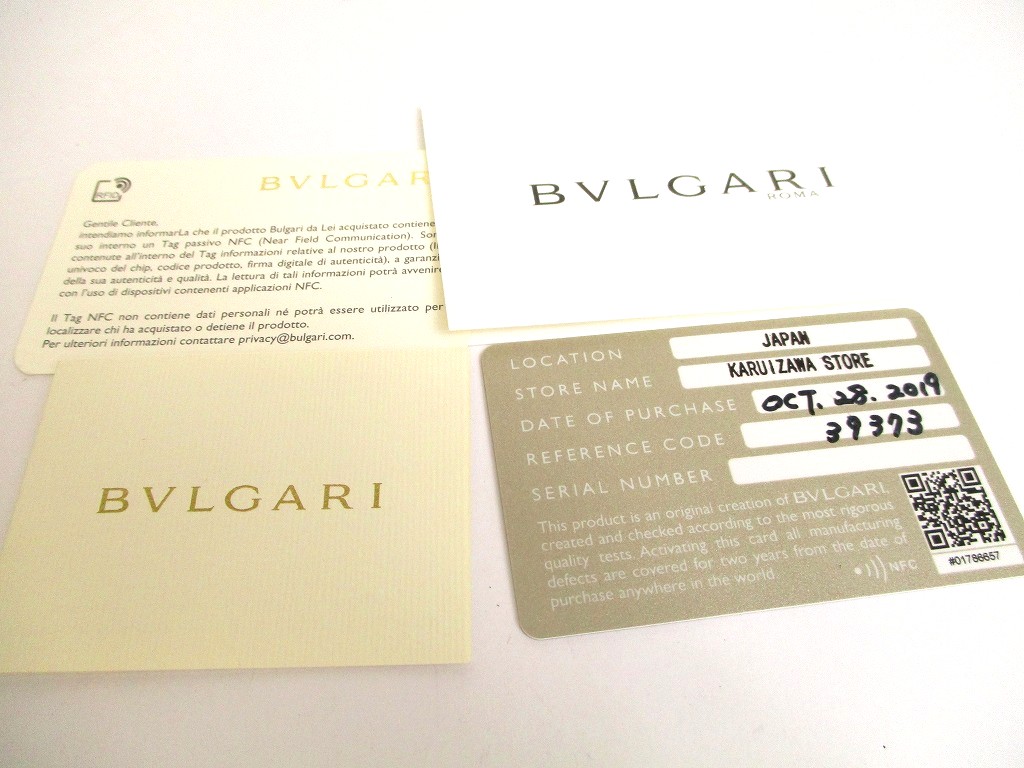 RFID
BVLGAR
Gentile Cliente,
intendiamo informarLa che il prodotto Bulgari da Lei acquistato contiene
suo interno un Tag passivo NFC (Near Field Communication).
contenute all'interno del Tag informazioni relative al nostro prodotto
univoco del chip, codice prodotto, firma digitale di autenticità), a garanzi
della sua autenticità e qualità. La lettura di tali informazioni potrà avvenire
con l'uso di dispositivi contenenti applicazioni NFC.
Il Tag NFC non contiene dati personali né potrà essere utilizzato per
localizzare chi ha acquistato o detiene il prodotto.
Per ulteriori informazioni contattare privacy@bulgari.com.
BVLGARI
ROMA
BVLGARI
LOCATION JAPAN
STORE NAME KARUIZAWA STORE
DATE OF PURCHASE OCT. 28. 2019
REFERENCE CODE 39373
SERIAL NUMBER
This product is an original creation of BVLGARI,
created and checked according to the most rigorous
quality tests. Activating this card all manufacturing
defects are covered for two years from the date of
purchase anywhere in the world.
NFC
#01786657